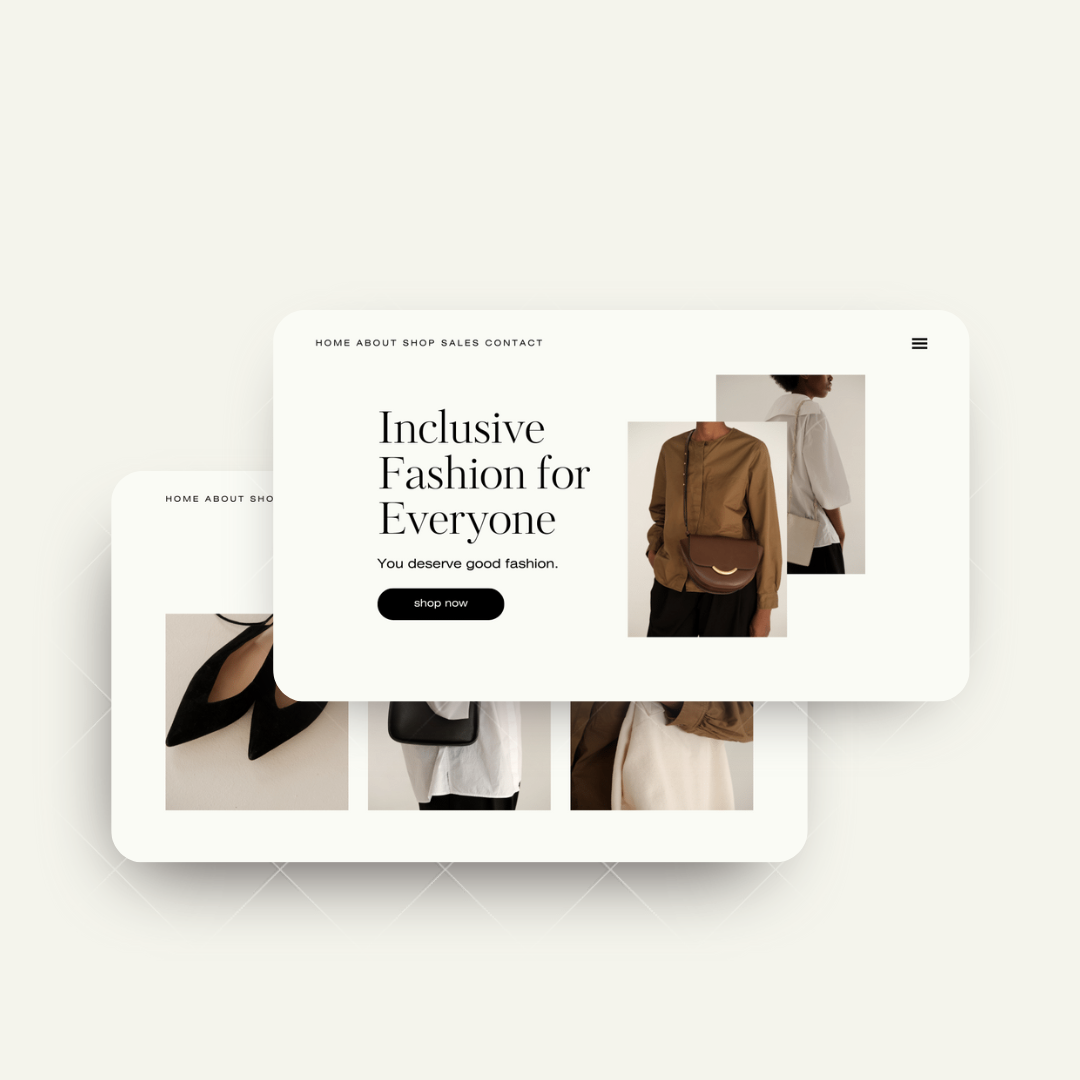 HOME ABOUT SHOP SALES CONTACT
Inclusive
Fashion for
Everyone
You deserve good fashion.
shop now
HOME ABOUT SHO